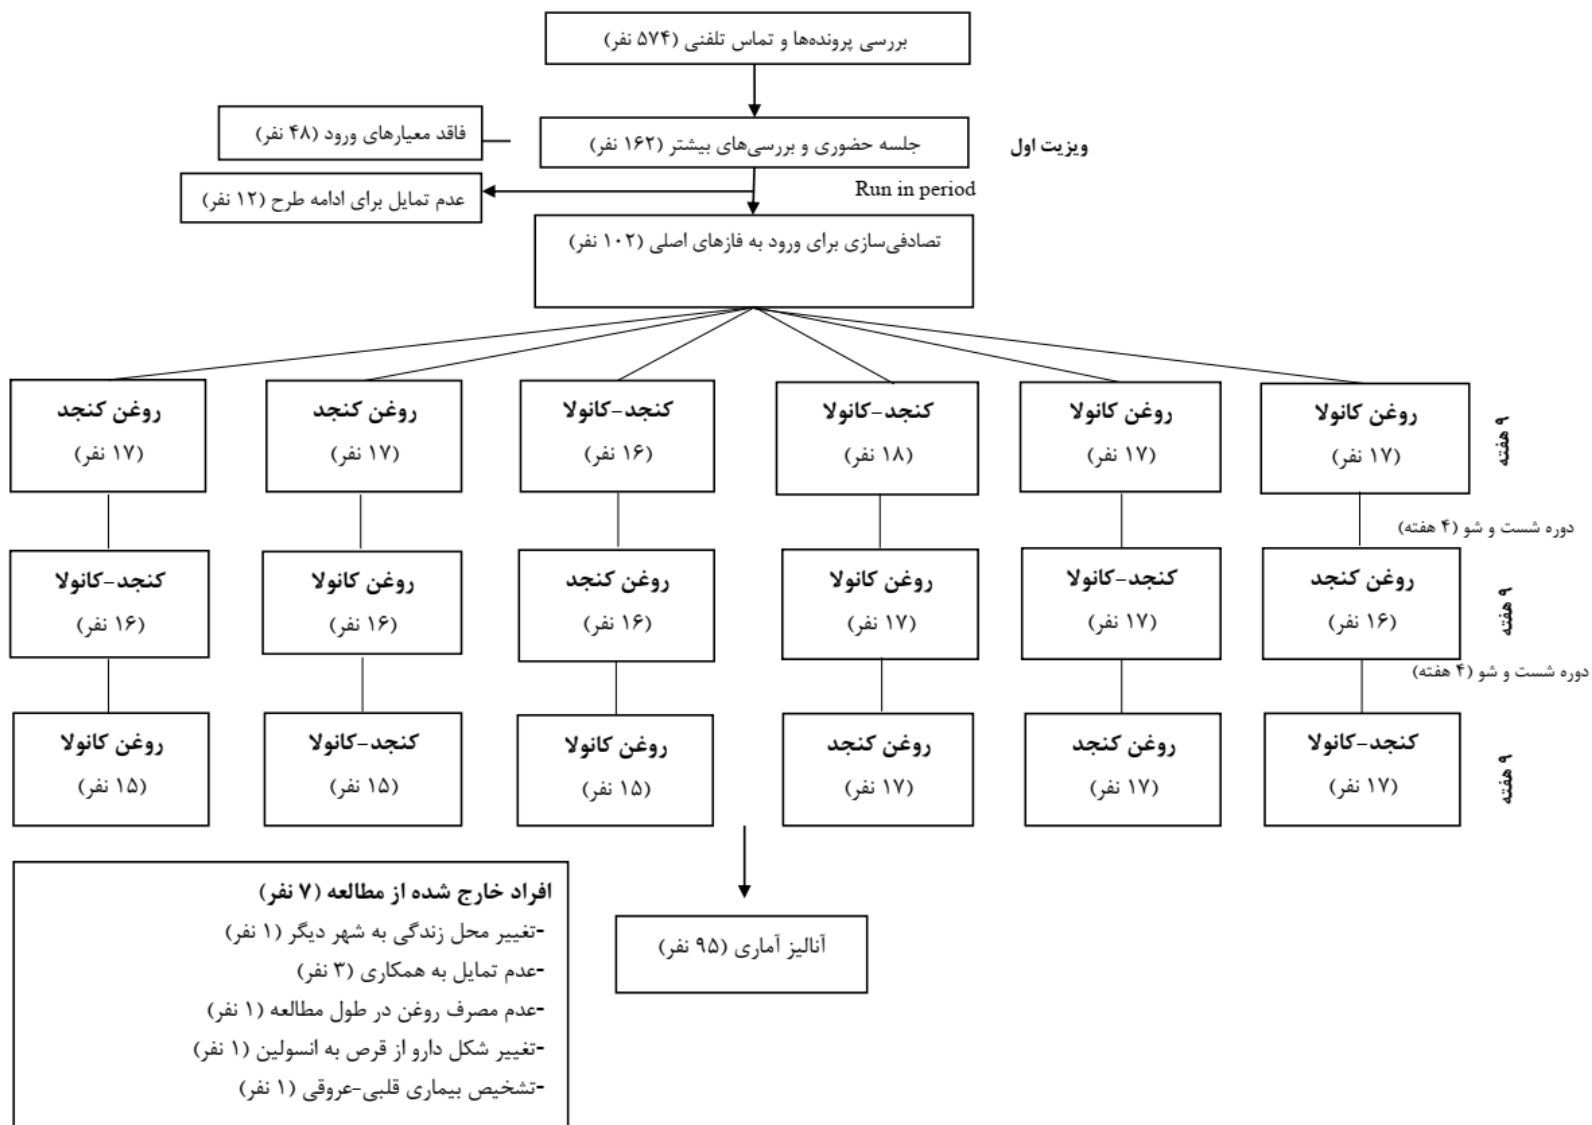 بررسی پرونده‌ها و تماس تلفنی (۵۷۴ نفر)
ویزیت اول
جلسه حضوری و بررسی‌های بیشتر (۱۶۲ نفر)
فاقد معیارهای ورود (۴۸ نفر)
Run in period
عدم تمایل برای ادامه طرح (۱۲ نفر)
تصادفی‌سازی برای ورود به فازهای اصلی (۱۰۲ نفر)
۹ هفته
روغن کانولا
(۱۷ نفر)
روغن کانولا
(۱۷ نفر)
کنجد-کانولا
(۱۸ نفر)
کنجد-کانولا
(۱۶ نفر)
روغن کنجد
(۱۷ نفر)
روغن کنجد
(۱۷ نفر)
دوره شست و شو (۴ هفته)
۹ هفته
روغن کنجد
(۱۶ نفر)
کنجد-کانولا
(۱۷ نفر)
روغن کانولا
(۱۷ نفر)
روغن کنجد
(۱۶ نفر)
روغن کانولا
(۱۶ نفر)
کنجد-کانولا
(۱۶ نفر)
دوره شست و شو (۴ هفته)
۹ هفته
کنجد-کانولا
(۱۷ نفر)
روغن کنجد
(۱۷ نفر)
روغن کنجد
(۱۷ نفر)
روغن کانولا
(۱۵ نفر)
کنجد-کانولا
(۱۵ نفر)
روغن کانولا
(۱۵ نفر)
آنالیز آماری (۹۵ نفر)
افراد خارج شده از مطالعه (۷ نفر)
-تغییر محل زندگی به شهر دیگر (۱ نفر)
-عدم تمایل به همکاری (۳ نفر)
-عدم مصرف روغن در طول مطالعه (۱ نفر)
-تغییر شکل دارو از قرص به انسولین (۱ نفر)
-تشخیص بیماری قلبی-عروقی (۱ نفر)